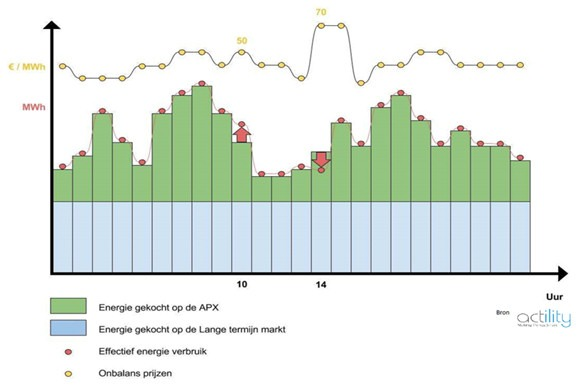 70
50
€ / MWh
MWh
10
14
Uur
Energie gekocht op de APX
Bron
actility
Energie gekocht op de Lange termijn markt
Effectief energie verbruik
Onbalans prijzen